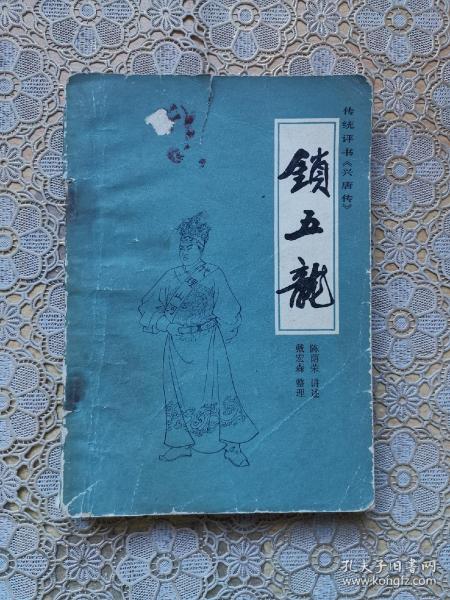 传统评书《兴唐传》
鎖五龍
陈荫荣 讲述
戴宏森 整理
孔夫子旧书网
www.kongfz.com